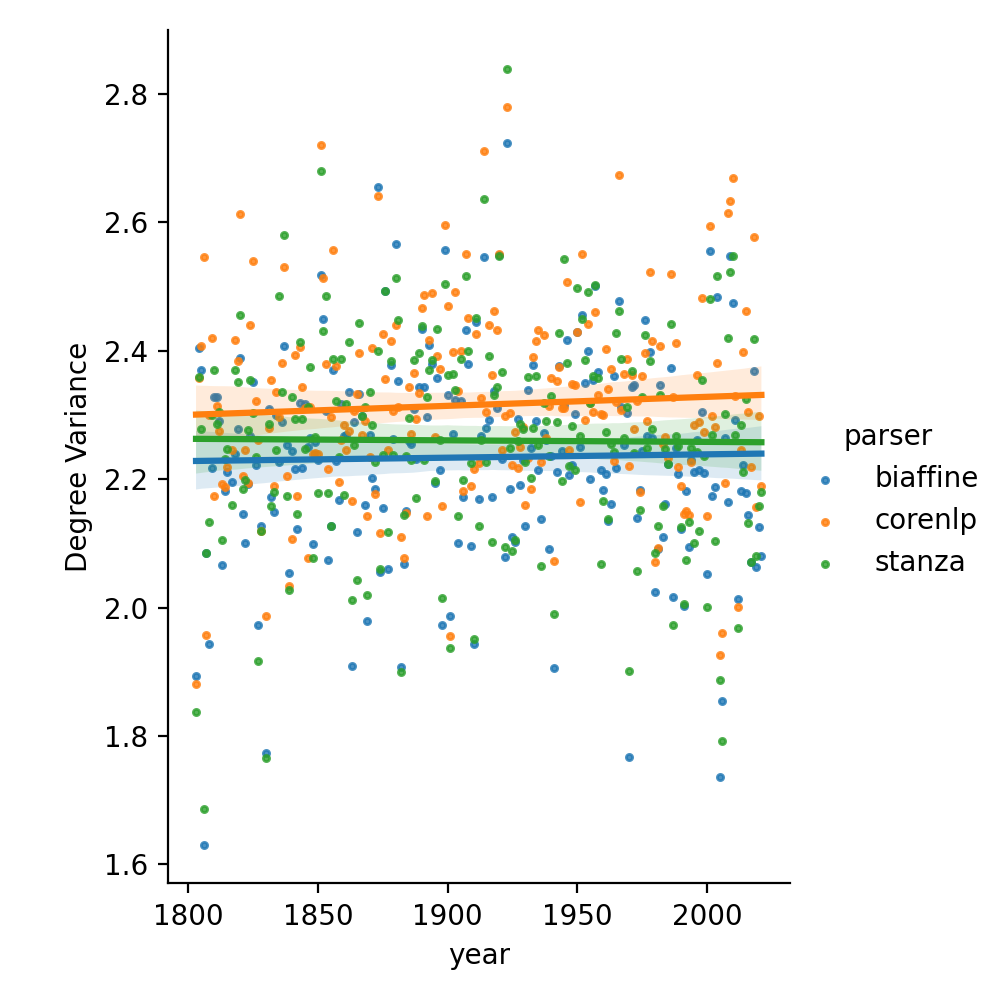 2.8
2.6
2.4
2.2
2.0
1.8
1.6
Degree Variance
1800 1850 1900 1950 2000
year
parser
biaffine
corenlp
stanza